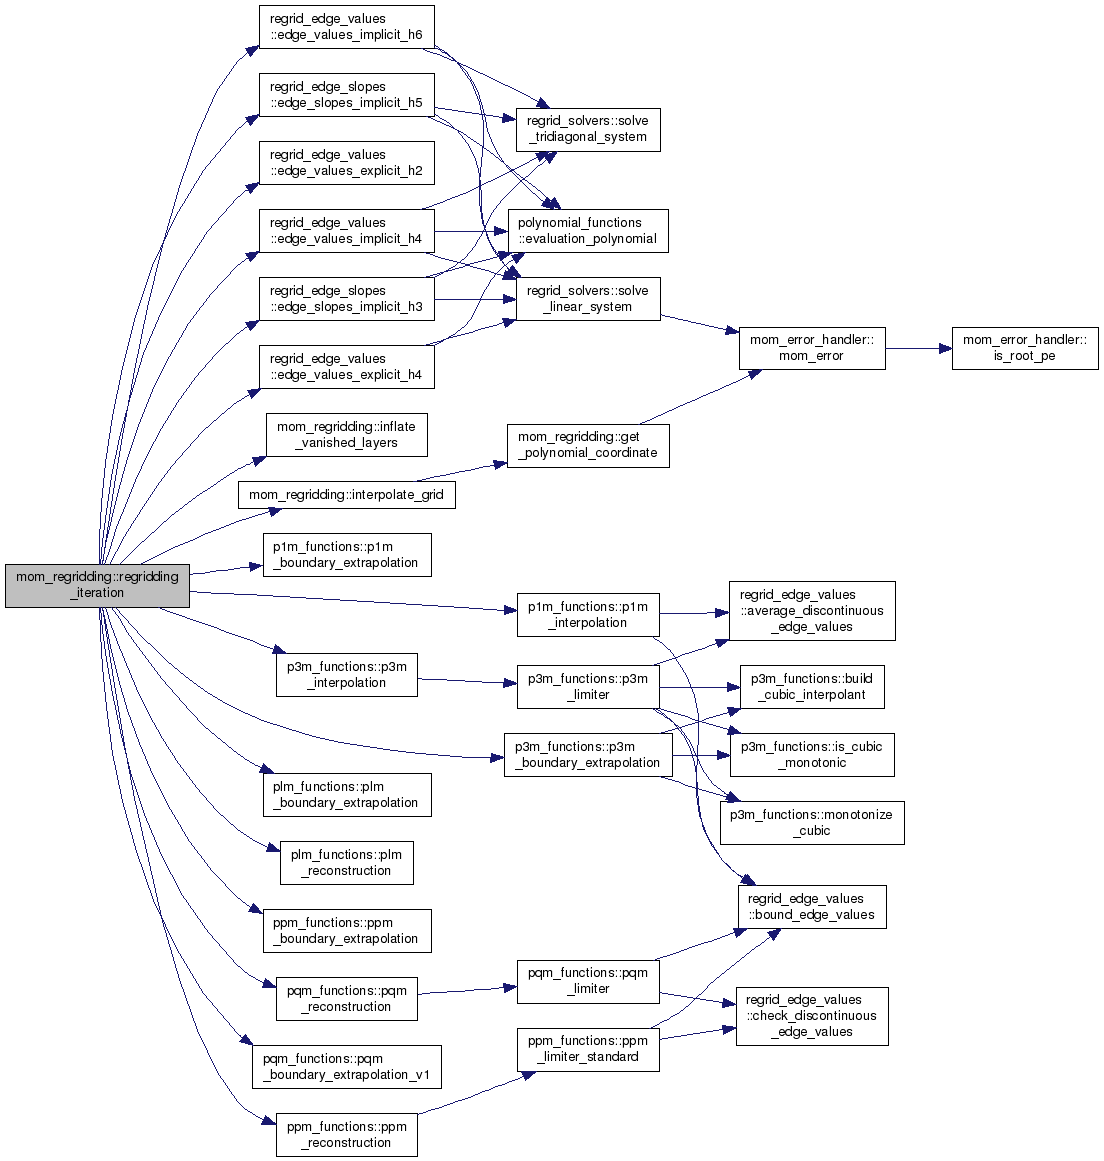 regrid_edge_values
::edge_values_implicit_h6
regrid_edge_slopes
::edge_slopes_implicit_h5
regrid_edge_values
::edge_values_explicit_h2
regrid_edge_values
::edge_values_implicit_h4
regrid_edge_slopes
::edge_slopes_implicit_h3
regrid_edge_values
::edge_values_explicit_h4
mom_regridding::inflate
_vanished_layers
mom_regridding::interpolate_grid
p1m_functions::p1m
_boundary_extrapolation
mom_regridding::regridding
_iteration
p3m_functions::p3m
_interpolation
plm_functions::plm
_boundary_extrapolation
plm_functions::plm
_reconstruction
ppm_functions::ppm
_boundary_extrapolation
pqm_functions::pqm
_reconstruction
pqm_functions::pqm
_boundary_extrapolation_v1
ppm_functions::ppm
_reconstruction
regrid_solvers::solve
_tridiagonal_system
polynomial_functions
::evaluation_polynomial
regrid_solvers::solve
_linear_system
mom_regridding::get
_polynomial_coordinate
p1m_functions::p1m
_interpolation
p3m_functions::p3m
_limiter
p3m_functions::p3m
_boundary_extrapolation
pqm_functions::pqm
_limiter
ppm_functions::ppm
_limiter_standard
mom_error_handler::
mom_error
regrid_edge_values
::average_discontinuous
_edge_values
p3m_functions::build
_cubic_interpolant
p3m_functions::is_cubic
_monotonic
p3m_functions::monotonize
_cubic
regrid_edge_values
::bound_edge_values
regrid_edge_values
::check_discontinuous
_edge_values
mom_error_handler::
is_root_pe